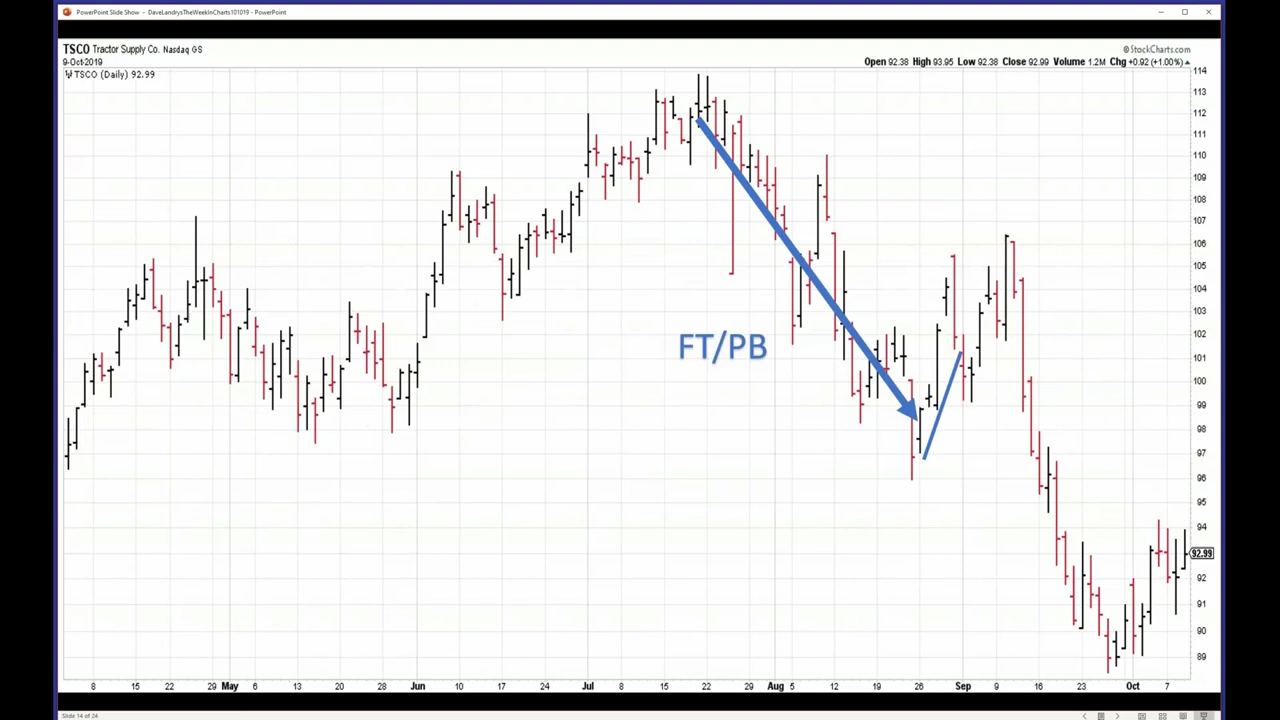 PowerPoint Slide Show - DaveLandrysTheWeekInCharts101019 - PowerPoint
TSCO Tractor Supply Co. Nasdaq GS
© StockCharts.com
9-Oct-2019
Open 92.38 High 93.95 Low 92.38 Close 92.99 Volume 1.2M Chg +0.92 (+1.00%)
TSCO (Daily) 92.99
114
113
112
111
110
109
108
107
106
105
104
103
102
101
100
99
98
97
96
95
94
92.99
92
91
90
89
FT/PB
8 15 22 29 May 6 13 20 28 Jun 10 17 24 Jul 8 15 22 29 Aug 5 12 19 26 Sep 9 16 23 Oct 7
Slide 14 of 24